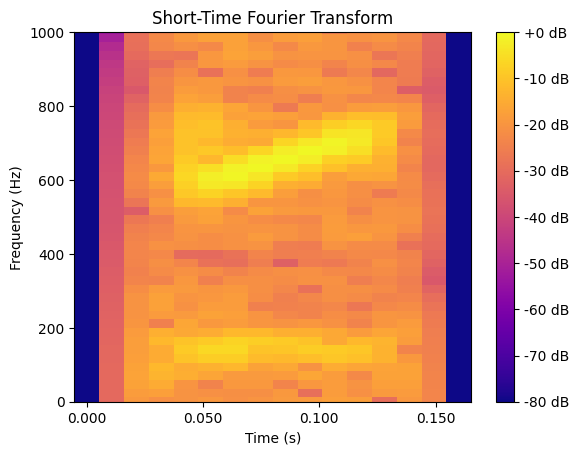 Short-Time Fourier Transform
1000
800
600
400
200
0
Frequency (Hz)
0.000
0.050
0.100
0.150
Time (s)
+0 dB
-10 dB
-20 dB
-30 dB
-40 dB
-50 dB
-60 dB
-70 dB
-80 dB